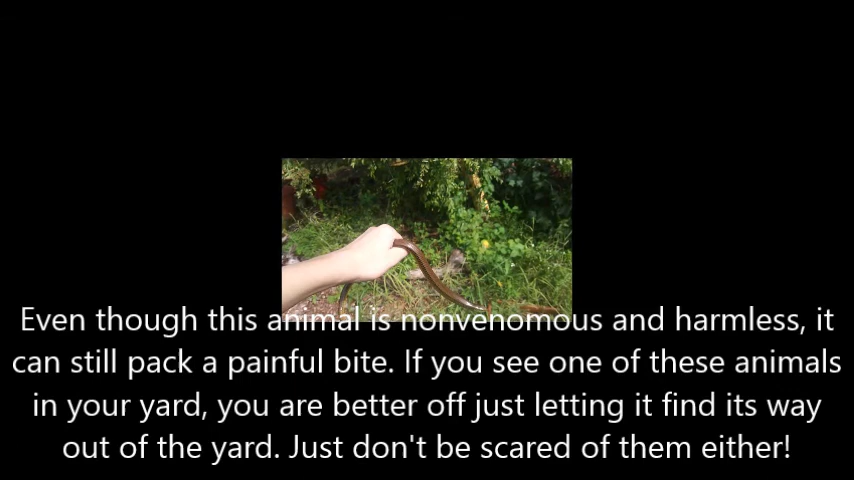 Even though this animal is nonvenomous and harmless, it
can still pack a painful bite. If you see one of these animals
in your yard, you are better off just letting it find its way
out of the yard. Just don't be scared of them either!